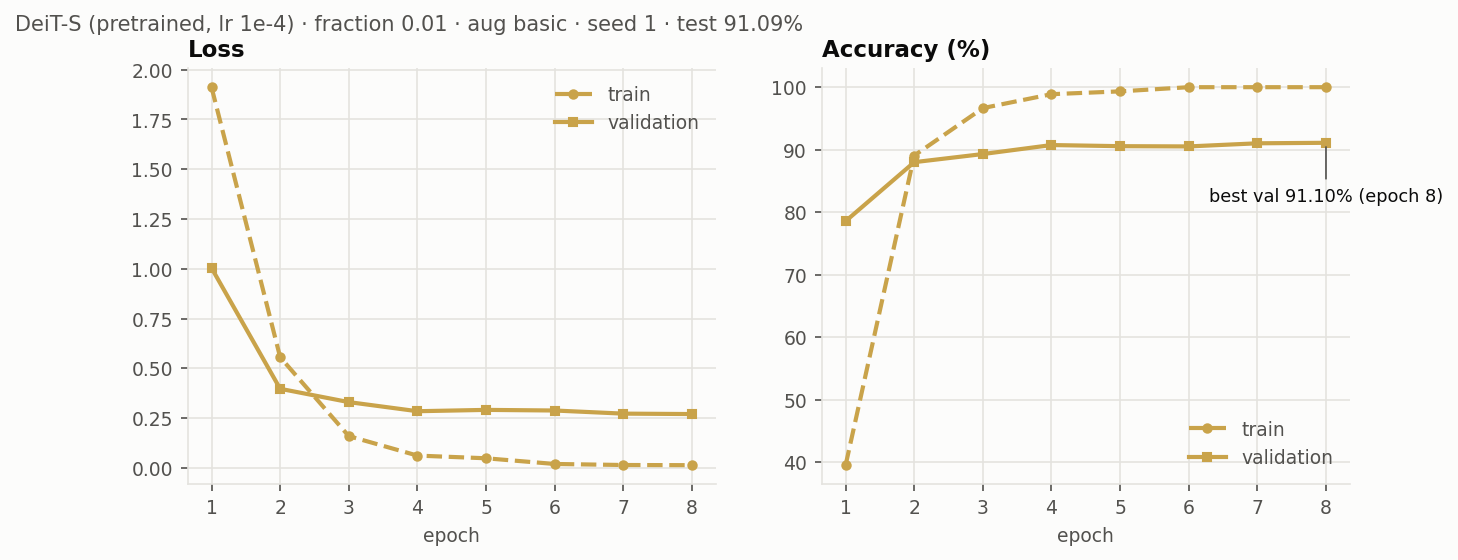 DeiT-S (pretrained, lr 1e-4) · fraction 0.01 · aug basic · seed 1 · test 91.09%
Loss
2.00
1.75
1.50
1.25
1.00
0.75
0.50
0.25
0.00
train
validation
1 2 3 4 5 6 7 8
epoch
Accuracy (%)
100
90
80
70
60
50
40
best val 91.10% (epoch 8)
train
validation
1 2 3 4 5 6 7 8
epoch